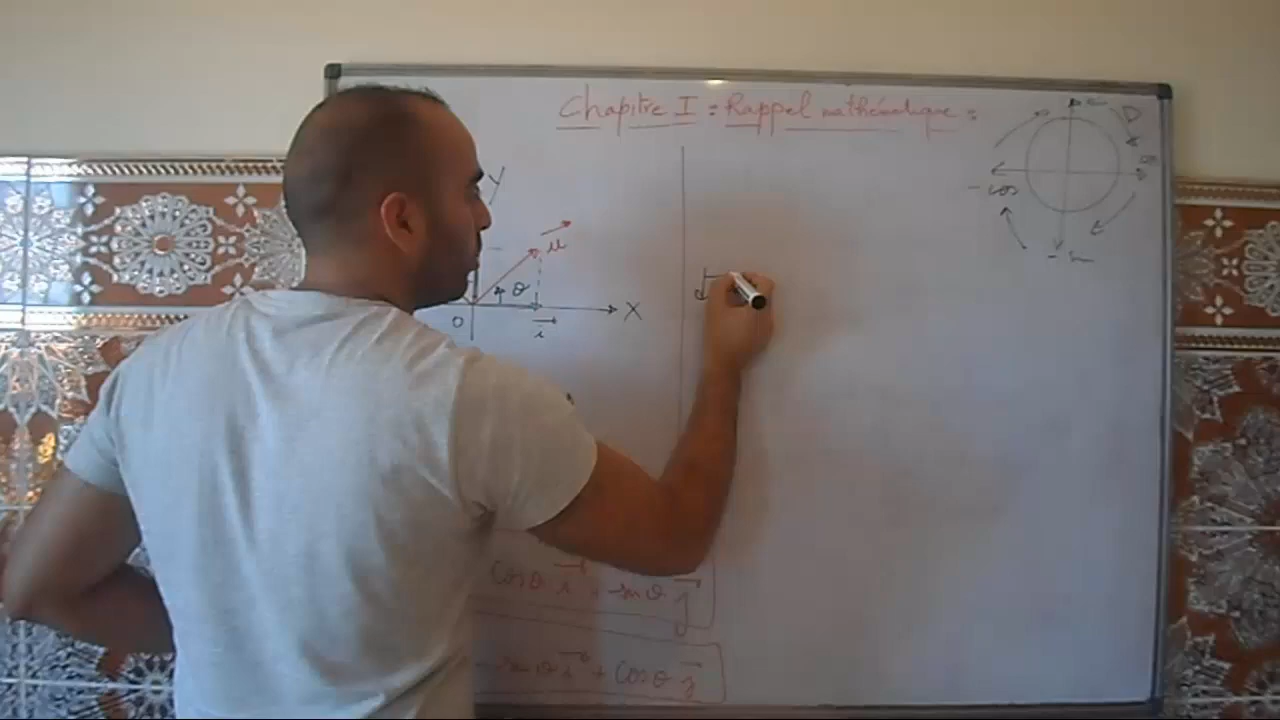 Chapitre I : Rappel mathématique :
y
u
θ
O
i
X
- cos
- sin
cosθ i + sinθ j
- sinθ i + cosθ j